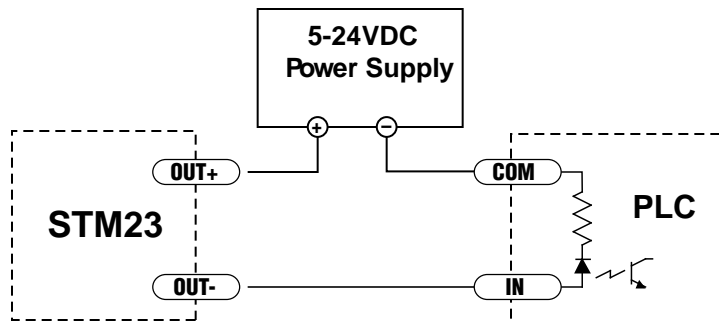 5-24VDC
Power Supply
+ −
OUT+
COM
STM23
PLC
OUT-
IN